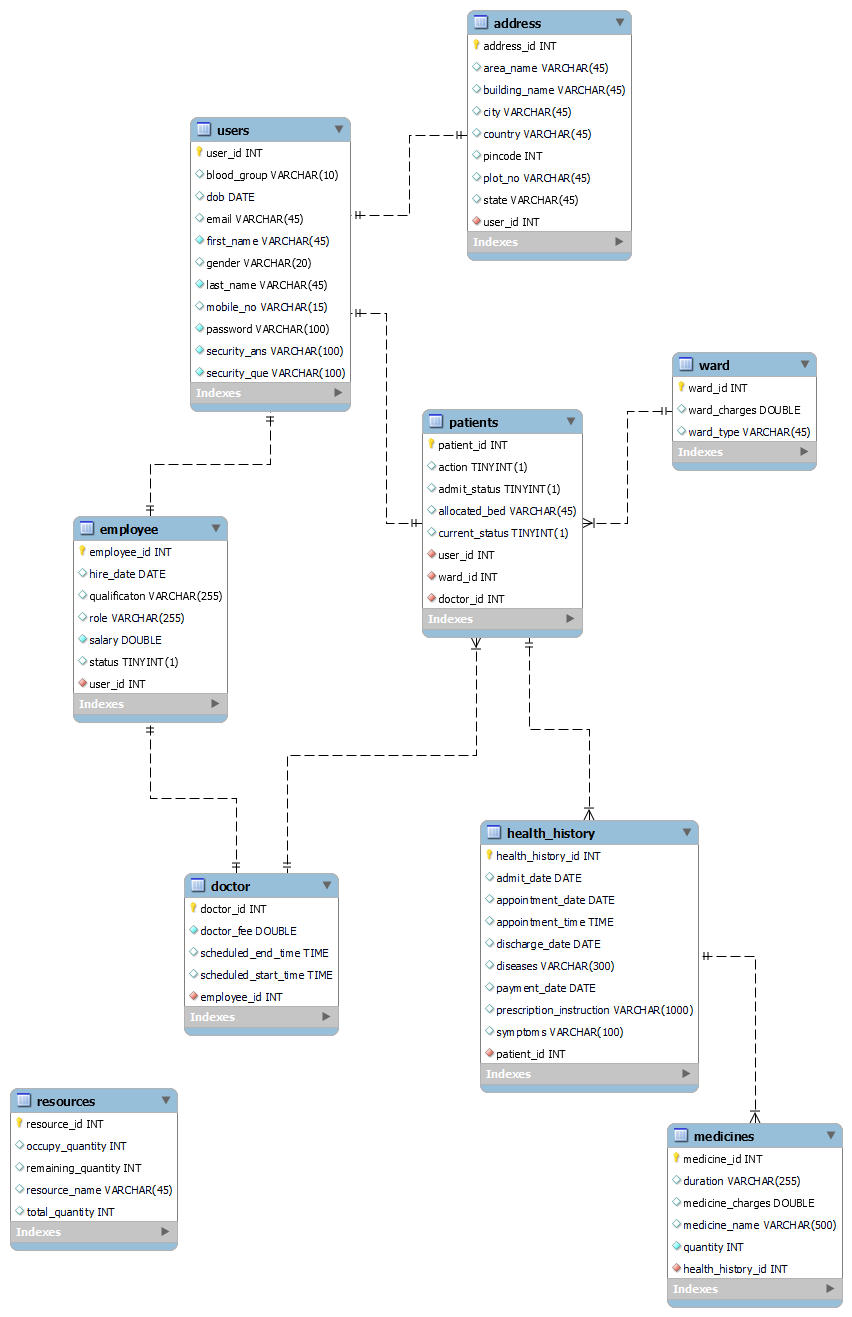 address
address_id INT
area_name VARCHAR(45)
building_name VARCHAR(45)
city VARCHAR(45)
country VARCHAR(45)
pincode INT
plot_no VARCHAR(45)
state VARCHAR(45)
user_id INT
Indexes
users
user_id INT
blood_group VARCHAR(10)
dob DATE
email VARCHAR(45)
first_name VARCHAR(45)
gender VARCHAR(20)
last_name VARCHAR(45)
mobile_no VARCHAR(15)
password VARCHAR(100)
security_ans VARCHAR(100)
security_que VARCHAR(100)
Indexes
ward
ward_id INT
ward_charges DOUBLE
ward_type VARCHAR(45)
Indexes
patients
patient_id INT
action TINYINT(1)
admit_status TINYINT(1)
allocated_bed VARCHAR(45)
current_status TINYINT(1)
user_id INT
ward_id INT
doctor_id INT
Indexes
employee
employee_id INT
hire_date DATE
qualificaton VARCHAR(255)
role VARCHAR(255)
salary DOUBLE
status TINYINT(1)
user_id INT
Indexes
health_history
health_history_id INT
admit_date DATE
appointment_date DATE
appointment_time TIME
discharge_date DATE
diseases VARCHAR(300)
payment_date DATE
prescription_instruction VARCHAR(1000)
symptoms VARCHAR(100)
patient_id INT
Indexes
doctor
doctor_id INT
doctor_fee DOUBLE
scheduled_end_time TIME
scheduled_start_time TIME
employee_id INT
Indexes
resources
resource_id INT
occupy_quantity INT
remaining_quantity INT
resource_name VARCHAR(45)
total_quantity INT
Indexes
medicines
medicine_id INT
duration VARCHAR(255)
medicine_charges DOUBLE
medicine_name VARCHAR(500)
quantity INT
health_history_id INT
Indexes